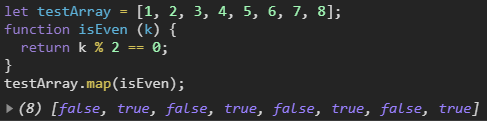 let testArray = [1, 2, 3, 4, 5, 6, 7, 8];
function isEven (k) {
  return k % 2 == 0;
}
testArray.map(isEven);
▶ (8) [false, true, false, true, false, true, false, true]